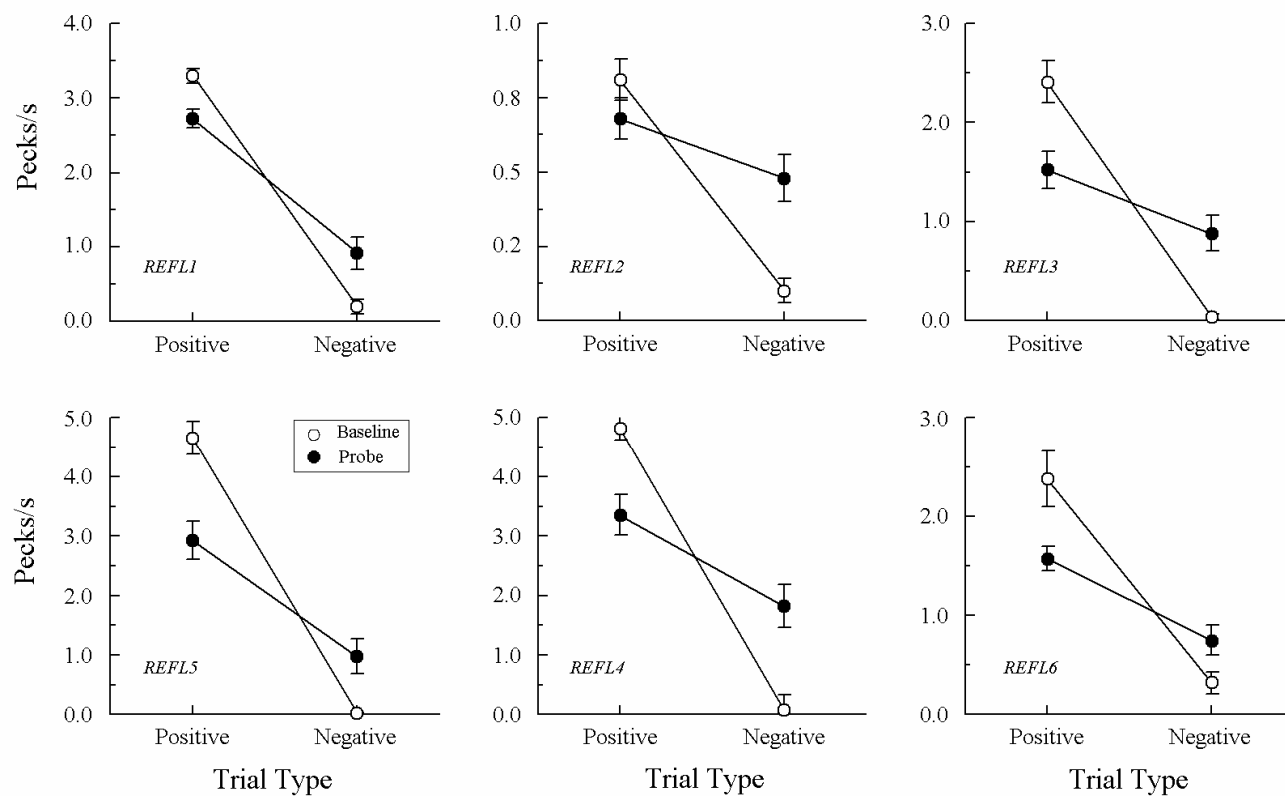 Pecks/s
4.0
3.0
2.0
1.0
0.0
REFL1
Positive Negative
1.0
0.8
0.5
0.2
0.0
REFL2
Positive Negative
3.0
2.0
1.0
0.0
REFL3
Positive Negative
Pecks/s
5.0
4.0
3.0
2.0
1.0
0.0
Baseline
Probe
REFL5
Positive Negative
Trial Type
5.0
4.0
3.0
2.0
1.0
0.0
REFL4
Positive Negative
Trial Type
3.0
2.0
1.0
0.0
REFL6
Positive Negative
Trial Type